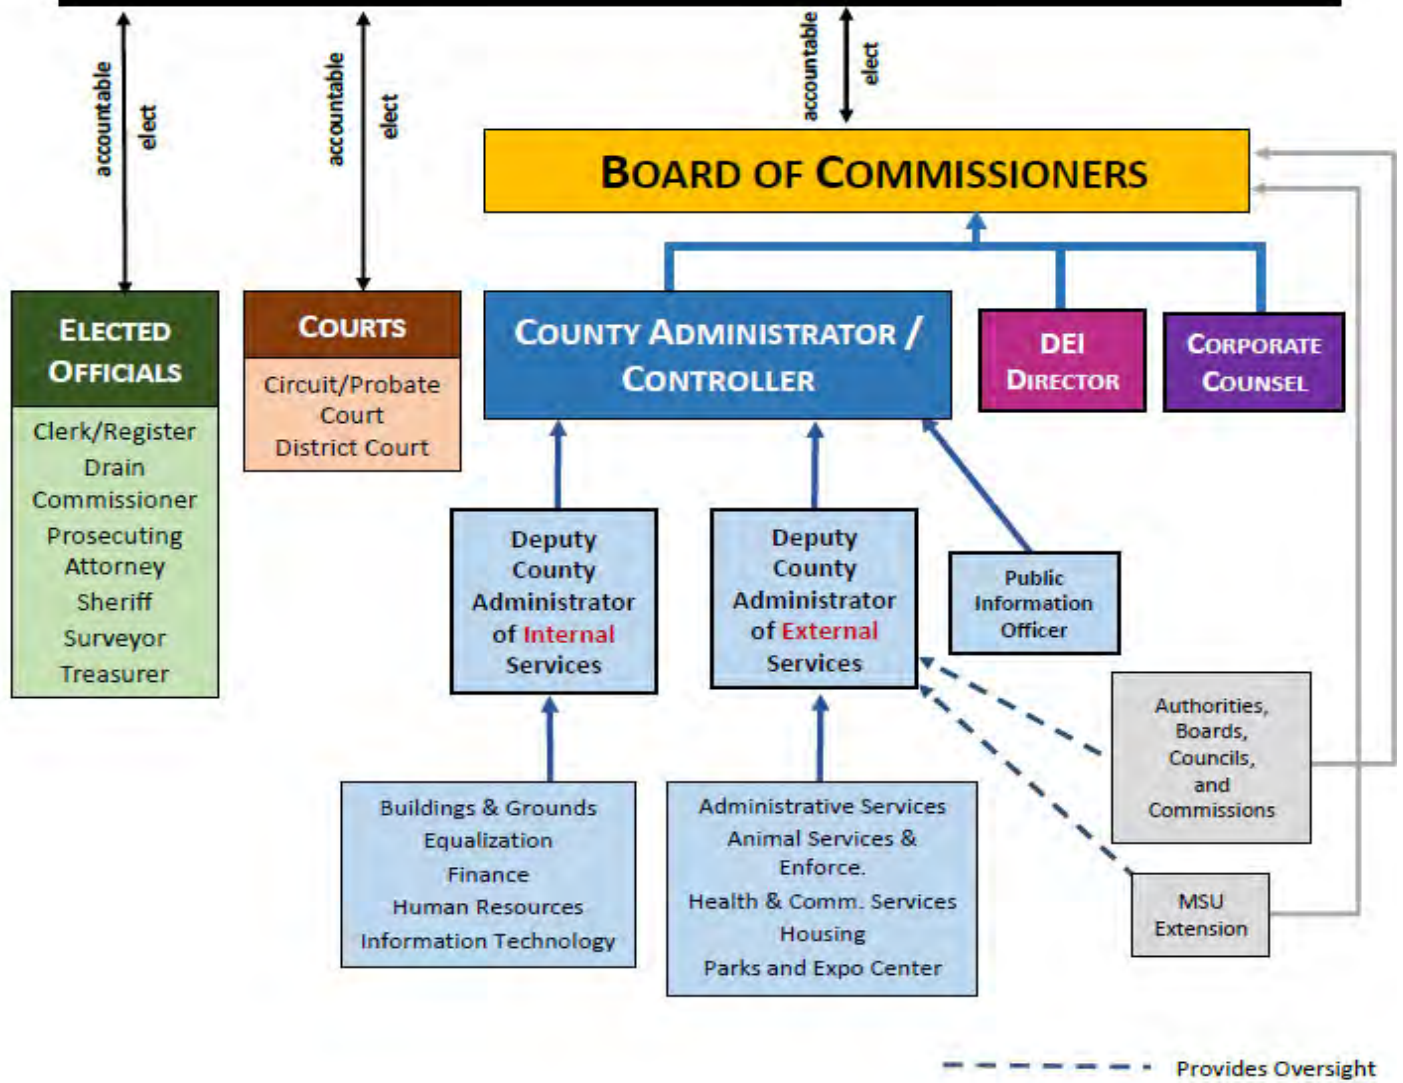 accountable
elect
accountable
elect
accountable
elect
BOARD OF COMMISSIONERS
ELECTED
OFFICIALS
Clerk/Register
Drain
Commissioner
Prosecuting
Attorney
Sheriff
Surveyor
Treasurer
COURTS
Circuit/Probate
Court
District Court
COUNTY ADMINISTRATOR /
CONTROLLER
DEI
DIRECTOR
CORPORATE
COUNSEL
Deputy
County
Administrator
of Internal
Services
Deputy
County
Administrator
of External
Services
Public
Information
Officer
Authorities,
Boards,
Councils,
and
Commissions
MSU
Extension
Buildings & Grounds
Equalization
Finance
Human Resources
Information Technology
Administrative Services
Animal Services &
Enforce.
Health & Comm. Services
Housing
Parks and Expo Center
Provides Oversight